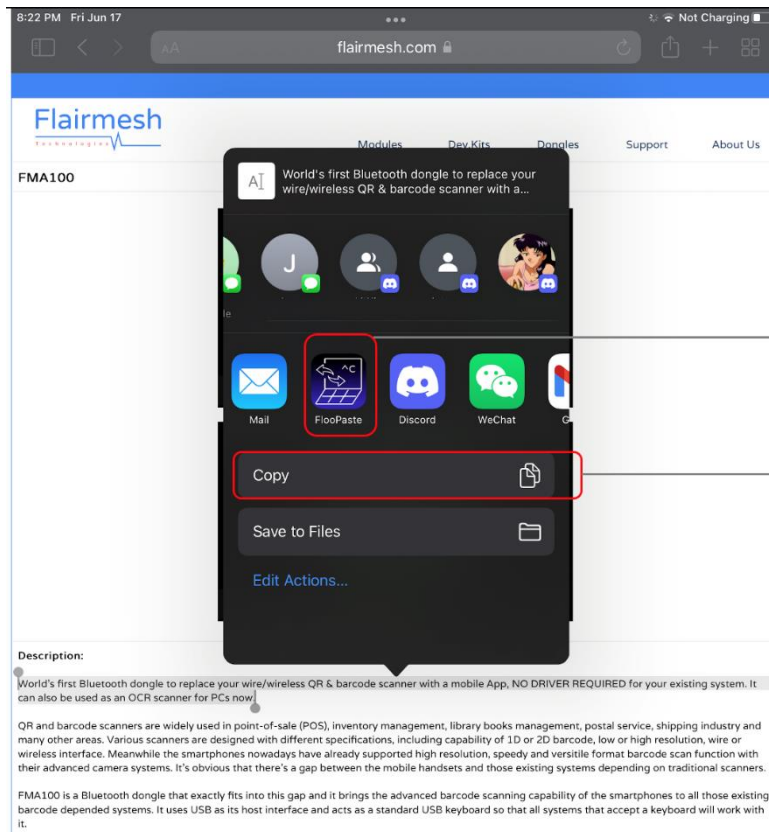 8:22 PM Fri Jun 17
Not Charging
AA
flairmesh.com
Flairmesh
Technologies
Modules Dev.Kits Dongles Support About Us
FMA100
World's first Bluetooth dongle to replace your
wire/wireless QR & barcode scanner with a...
J
Mail FlooPaste Discord WeChat G
^C
Copy
Save to Files
Edit Actions...
Description:
World's first Bluetooth dongle to replace your wire/wireless QR & barcode scanner with a mobile App, NO DRIVER REQUIRED for your existing system. It
can also be used as an OCR scanner for PCs now.
QR and barcode scanners are widely used in point-of-sale (POS), inventory management, library books management, postal service, shipping industry and
many other areas. Various scanners are designed with different specifications, including capability of 1D or 2D barcode, low or high resolution, wire or
wireless interface. Meanwhile the smartphones nowadays have already supported high resolution, speedy and versitile format barcode scan function with
their advanced camera systems. It's obvious that there's a gap between the mobile handsets and those existing systems depending on traditional scanners.
FMA100 is a Bluetooth dongle that exactly fits into this gap and it brings the advanced barcode scanning capability of the smartphones to all those existing
barcode depended systems. It uses USB as its host interface and acts as a standard USB keyboard so that all systems that accept a keyboard will work with
it.